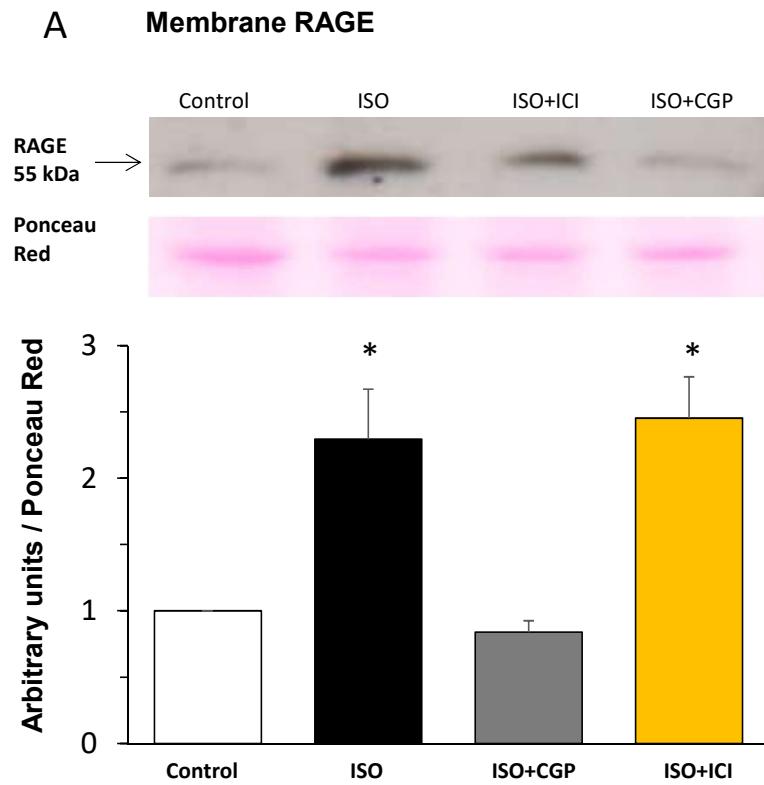 A Membrane RAGE
Control ISO ISO+ICI ISO+CGP
RAGE
55 kDa
Ponceau
Red
Arbitrary units / Ponceau Red
3
2
1
0
* *
Control ISO ISO+CGP ISO+ICI